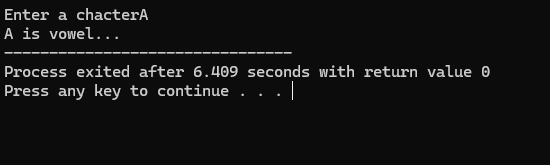 Enter a chacterA
A is vowel...
--------------------------------
Process exited after 6.409 seconds with return value 0
Press any key to continue . . .